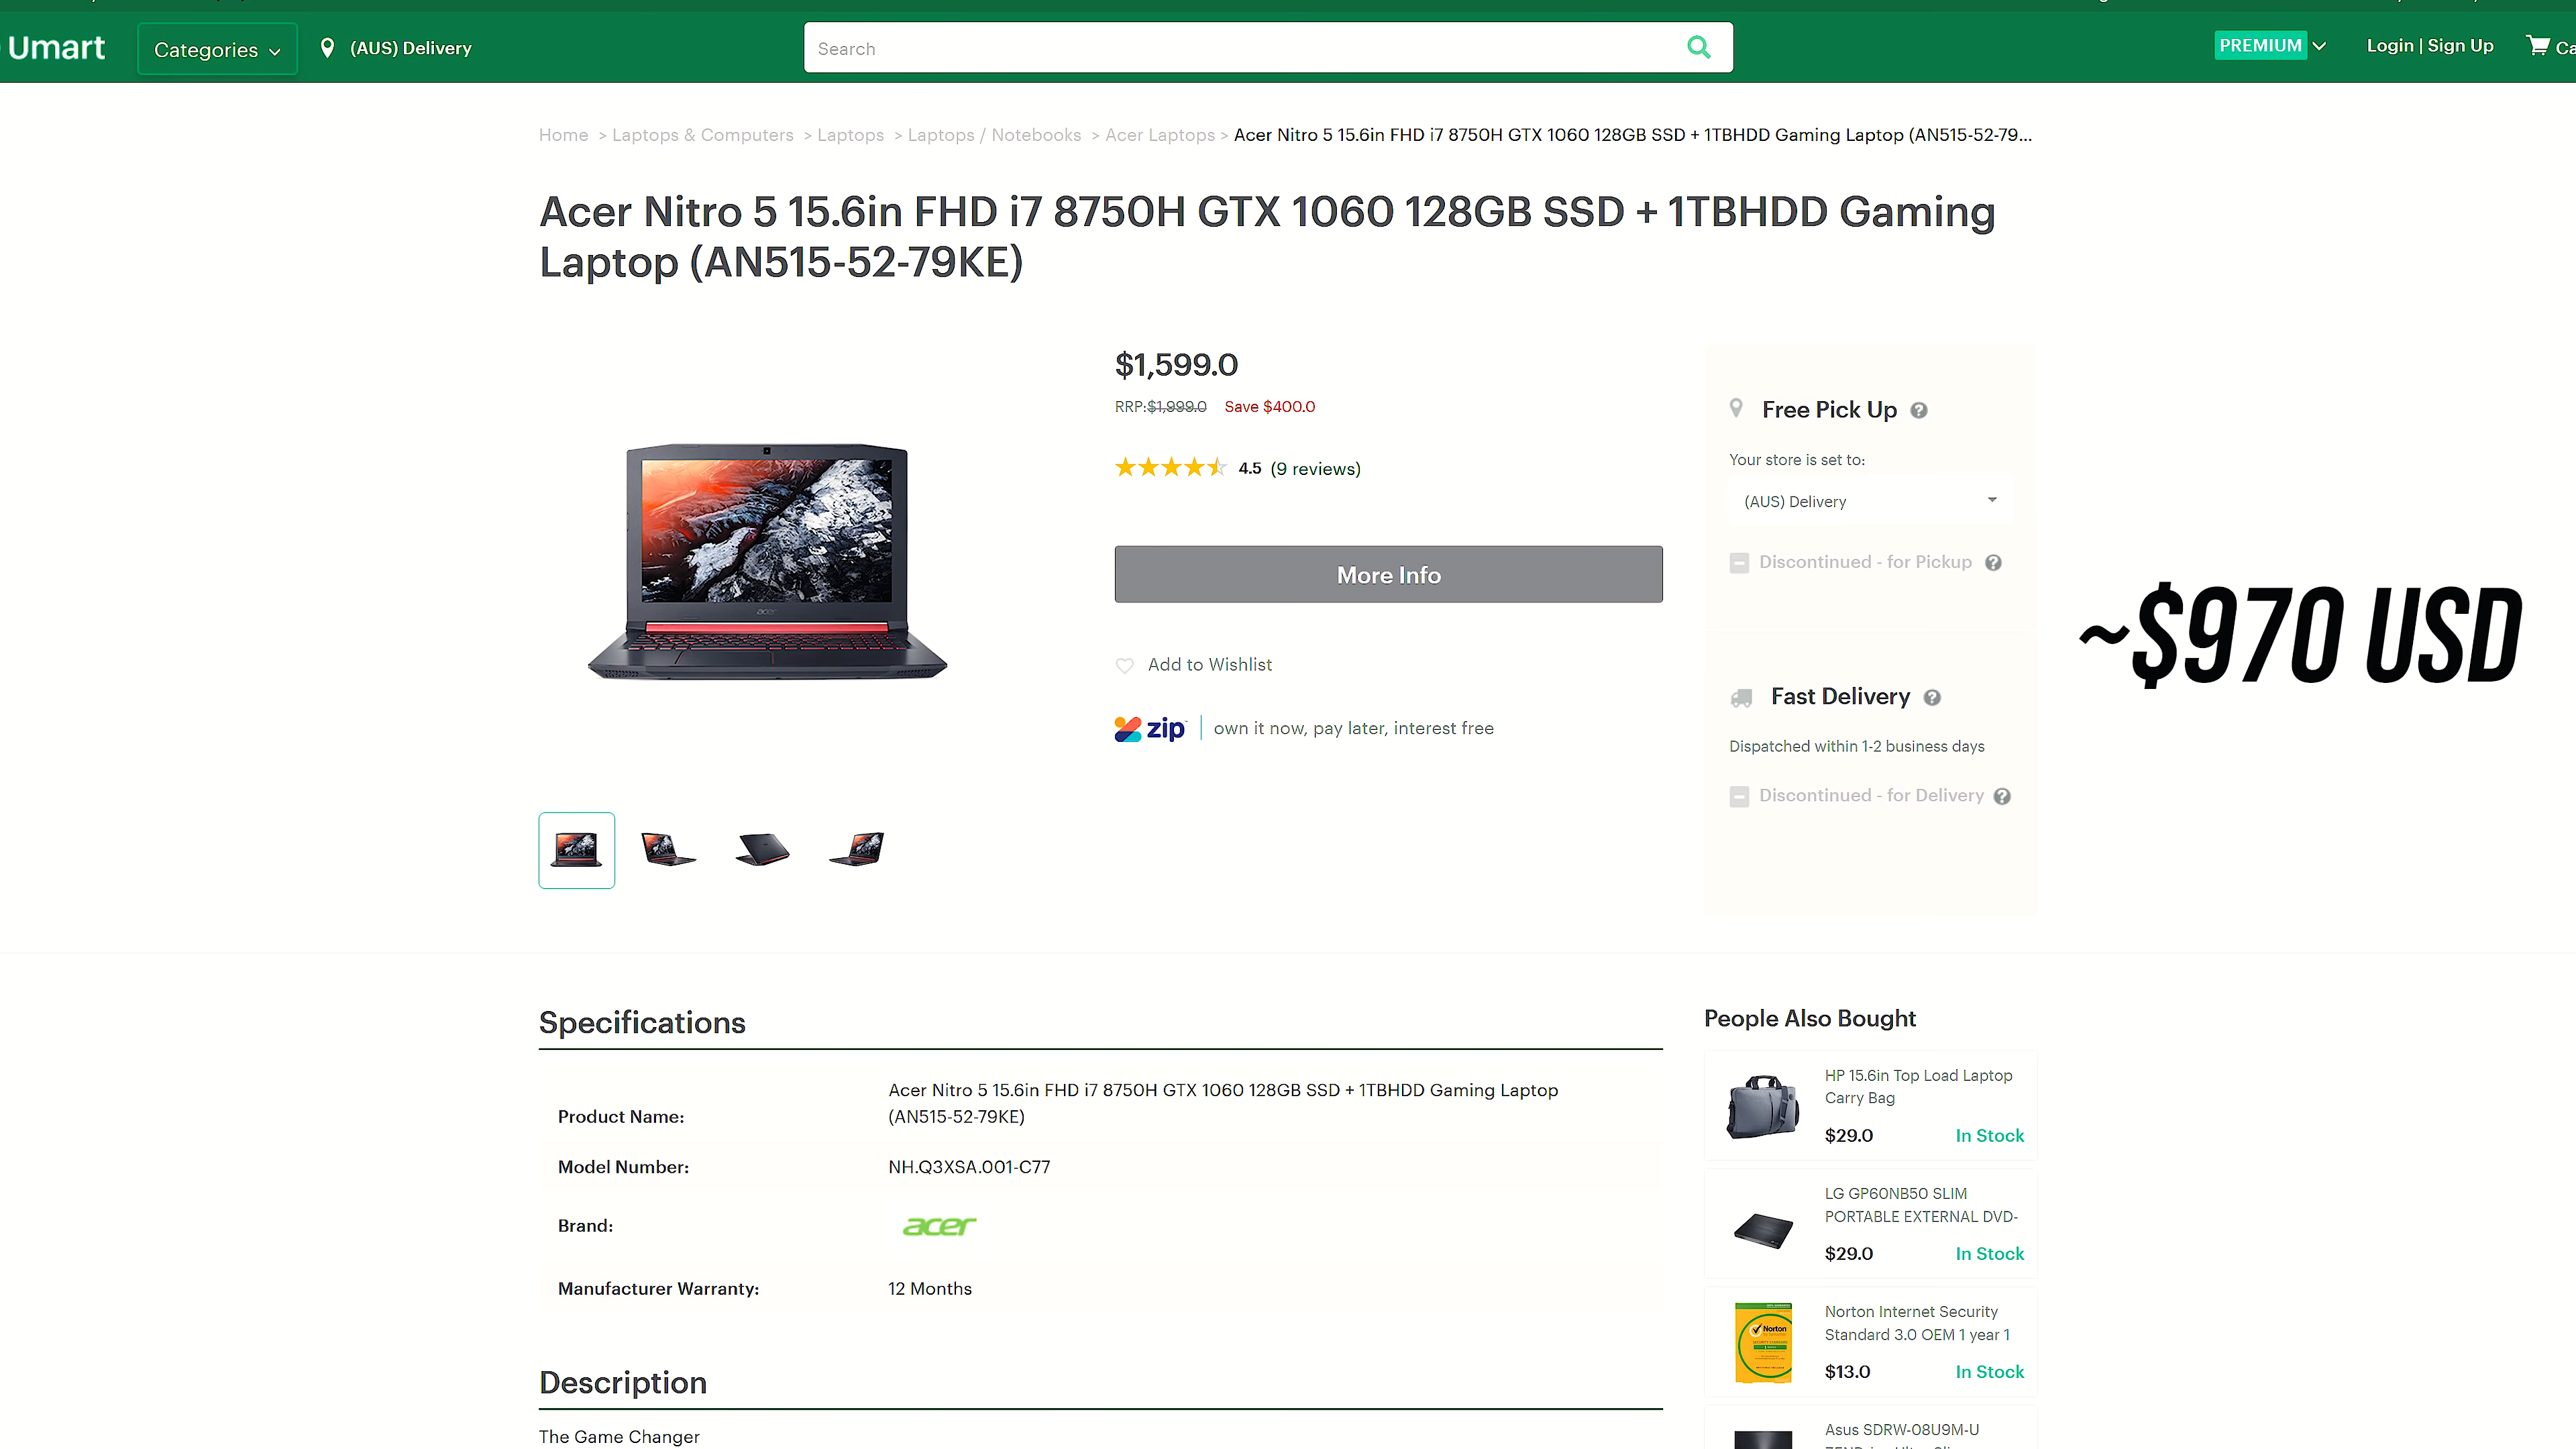 Umart
Categories
(AUS) Delivery
Search
PREMIUM
Login | Sign Up
Home > Laptops & Computers > Laptops > Laptops / Notebooks > Acer Laptops > Acer Nitro 5 15.6in FHD i7 8750H GTX 1060 128GB SSD + 1TBHDD Gaming Laptop (AN515-52-79...
Acer Nitro 5 15.6in FHD i7 8750H GTX 1060 128GB SSD + 1TBHDD Gaming
Laptop (AN515-52-79KE)
$1,599.0
RRP:$1,999.0 Save $400.0
4.5 (9 reviews)
More Info
Add to Wishlist
zip own it now, pay later, interest free
acer
Free Pick Up
Your store is set to:
(AUS) Delivery
Discontinued - for Pickup
Fast Delivery
Dispatched within 1-2 business days
Discontinued - for Delivery
~$970 USD
Specifications
Product Name: Acer Nitro 5 15.6in FHD i7 8750H GTX 1060 128GB SSD + 1TBHDD Gaming Laptop
(AN515-52-79KE)
Model Number: NH.Q3XSA.001-C77
Brand: acer
Manufacturer Warranty: 12 Months
Description
The Game Changer
People Also Bought
HP 15.6in Top Load Laptop
Carry Bag
$29.0 In Stock
LG GP60NB50 SLIM
PORTABLE EXTERNAL DVD-
$29.0 In Stock
Norton
Norton Internet Security
Standard 3.0 OEM 1 year 1
$13.0 In Stock
Asus SDRW-08U9M-U